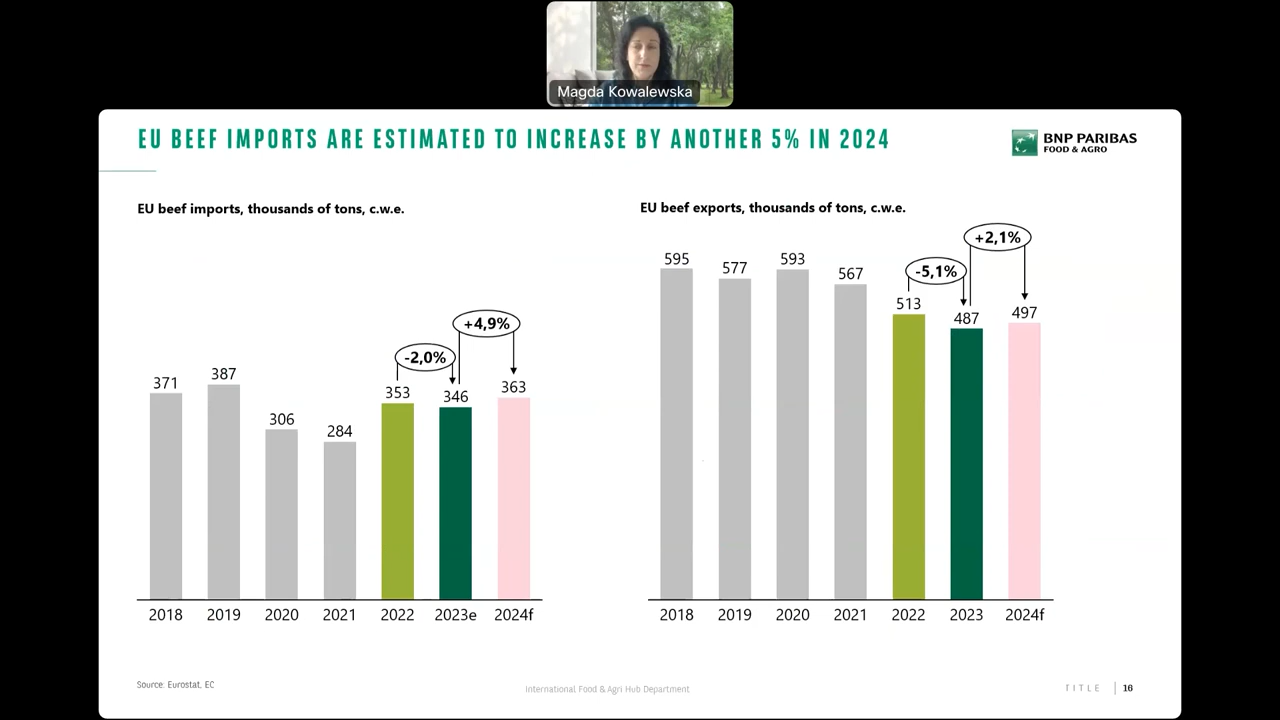 Magda Kowalewska
EU BEEF IMPORTS ARE ESTIMATED TO INCREASE BY ANOTHER 5% IN 2024
BNP PARIBAS
FOOD & AGRO
EU beef imports, thousands of tons, c.w.e.
371
387
306
284
353
346
363
-2,0%
+4,9%
2018
2019
2020
2021
2022
2023e
2024f
EU beef exports, thousands of tons, c.w.e.
595
577
593
567
513
487
497
-5,1%
+2,1%
2018
2019
2020
2021
2022
2023
2024f
Source: Eurostat, EC
International Food & Agri Hub Department
TITLE
16